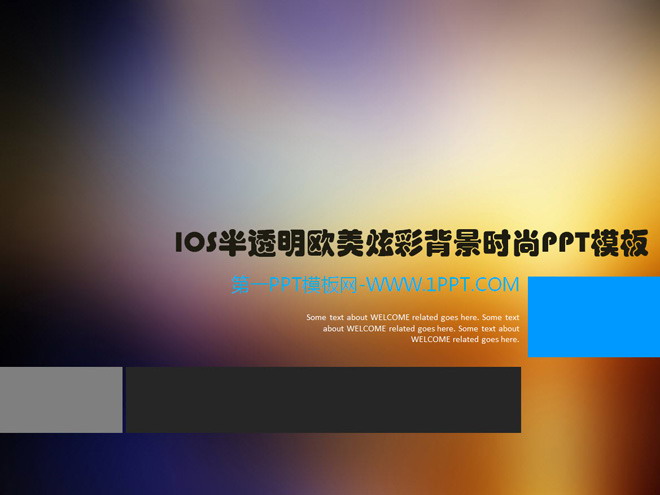 IOS半透明欧美炫彩背景时尚PPT模板
第一PPT模板网-WWW.1PPT.COM
Some text about WELCOME related goes here. Some text
about WELCOME related goes here. Some text about
WELCOME related goes here.